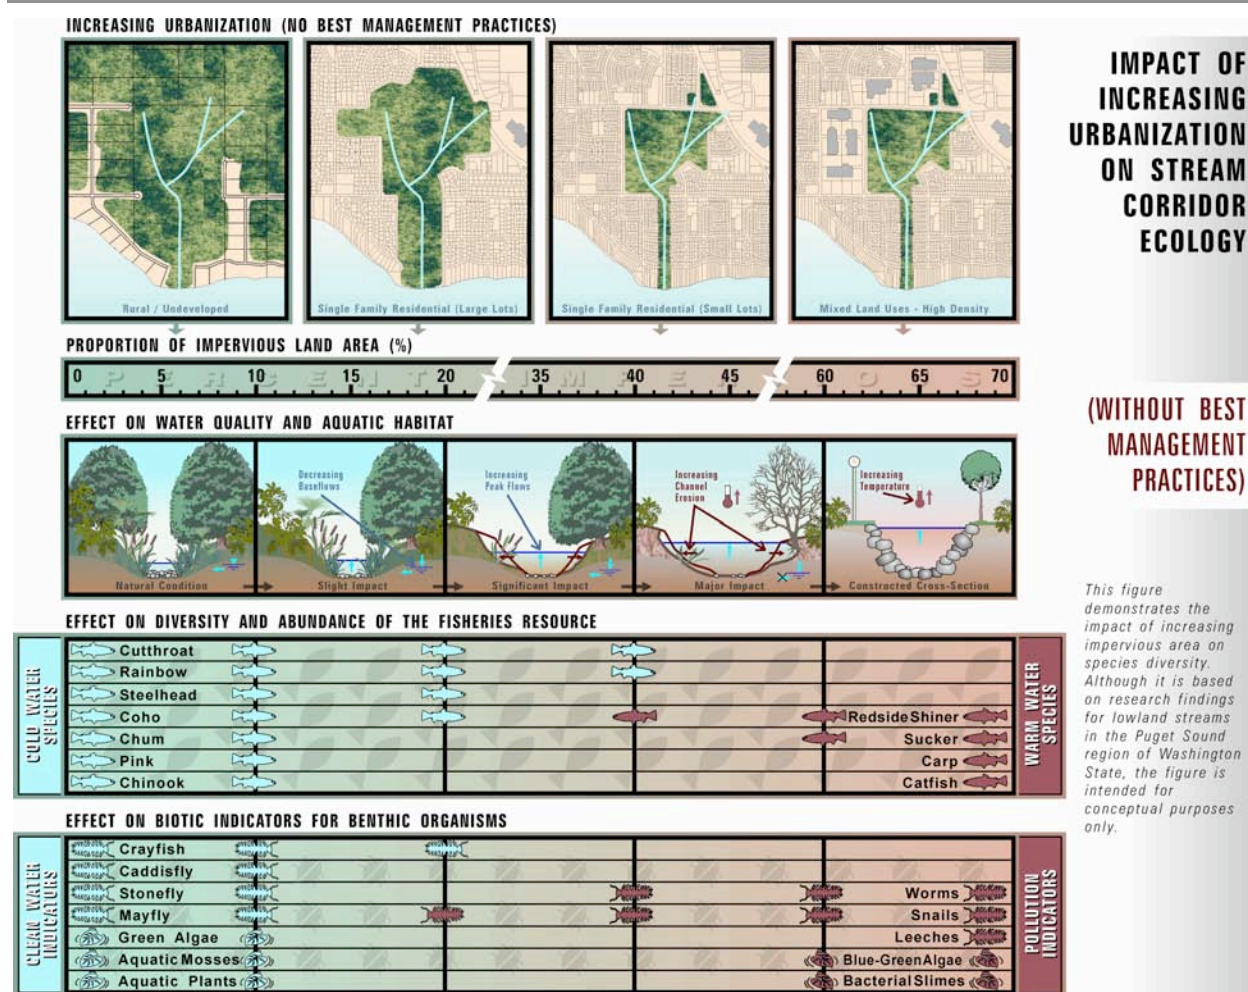 INCREASING URBANIZATION (NO BEST MANAGEMENT PRACTICES)
Rural / Undeveloped
Single Family Residential (Large Lots)
Single Family Residential (Small Lots)
Mixed Land Uses - High Density
IMPACT OF
INCREASING
URBANIZATION
ON STREAM
CORRIDOR
ECOLOGY
(WITHOUT BEST
MANAGEMENT
PRACTICES)
PROPORTION OF IMPERVIOUS LAND AREA (%)
0 5 10 15 20 35 40 45 60 65 70
EFFECT ON WATER QUALITY AND AQUATIC HABITAT
Decreasing
Baseflows
Increasing
Peak Flows
Increasing
Channel
Erosion
Increasing
Temperature
Natural Condition
Slight Impact
Significant Impact
Major Impact
Constructed Cross-Section
EFFECT ON DIVERSITY AND ABUNDANCE OF THE FISHERIES RESOURCE
COLD WATER
SPECIES
Cutthroat
Rainbow
Steelhead
Coho
Chum
Pink
Chinook
Redside Shiner
Sucker
Carp
Catfish
WARM WATER
SPECIES
This figure
demonstrates the
impact of increasing
impervious area on
species diversity.
Although it is based
on research findings
for lowland streams
in the Puget Sound
region of Washington
State, the figure is
intended for
conceptual purposes
only.
EFFECT ON BIOTIC INDICATORS FOR BENTHIC ORGANISMS
CLEAN WATER
INDICATORS
Crayfish
Caddisfly
Stonefly
Mayfly
Green Algae
Aquatic Mosses
Aquatic Plants
Worms
Snails
Leeches
Blue-Green Algae
Bacterial Slimes
POLLUTION
INDICATORS